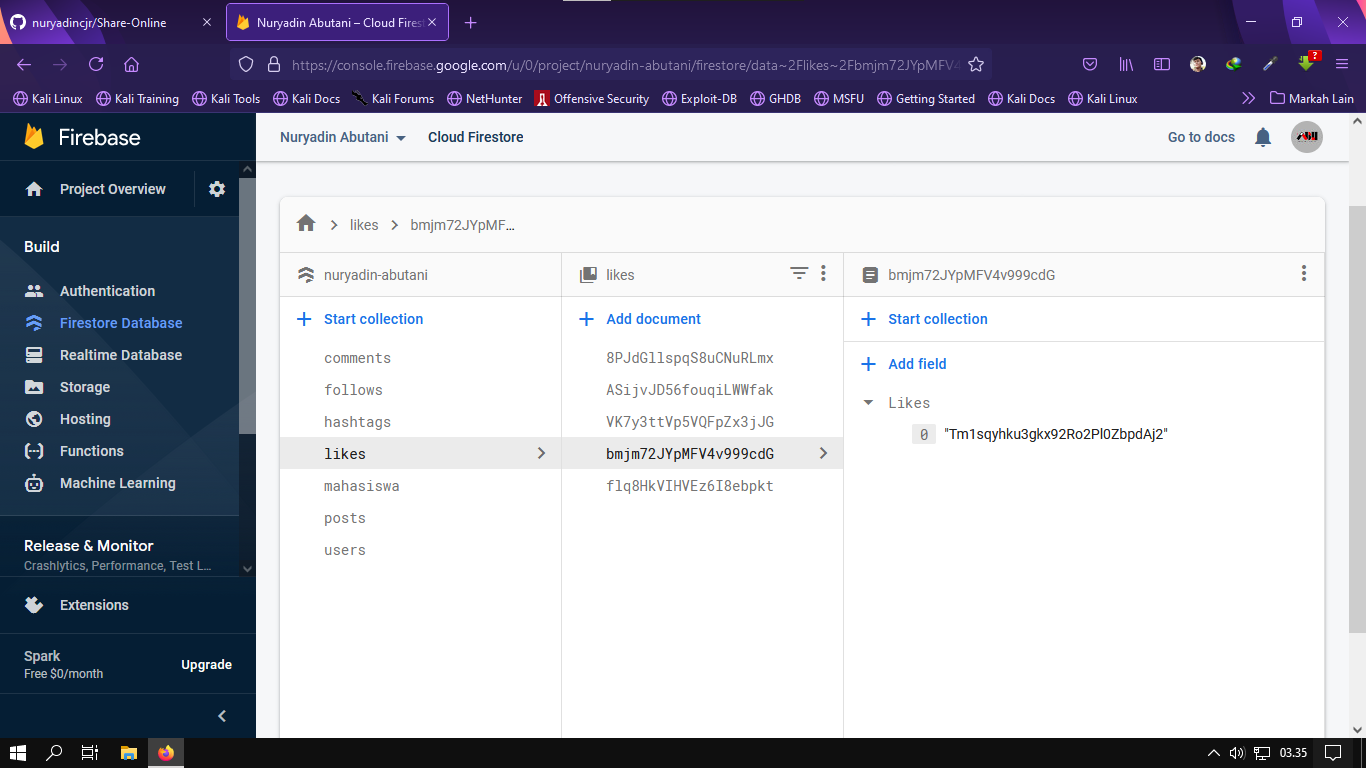 nuryadincjr/Share-Online
Nuryadin Abutani – Cloud Firest
https://console.firebase.google.com/u/0/project/nuryadin-abutani/firestore/data~2Flikes~2Fbmjm72JYpMFV4
?
Kali Linux
Kali Training
Kali Tools
Kali Docs
Kali Forums
NetHunter
Offensive Security
Exploit-DB
GHDB
MSFU
Getting Started
Kali Docs
Kali Linux
Markah Lain
Firebase
Nuryadin Abutani
Cloud Firestore
Go to docs
Project Overview
Build
Authentication
Firestore Database
Realtime Database
Storage
Hosting
Functions
Machine Learning
Release & Monitor
Crashlytics, Performance, Test L...
Extensions
Spark
Free $0/month
Upgrade
likes
bmjm72JYpMF...
nuryadin-abutani
Start collection
comments
follows
hashtags
likes
mahasiswa
posts
users
likes
Add document
8PJdGllspqS8uCNuRLmx
ASijvJD56fouqiLWWfak
VK7y3ttVp5VQFpZx3jJG
bmjm72JYpMFV4v999cdG
flq8HkVIHVEz6I8ebpkt
bmjm72JYpMFV4v999cdG
Start collection
Add field
Likes
0 "Tm1sqyhku3gkx92Ro2Pl0ZbpdAj2"
03.35